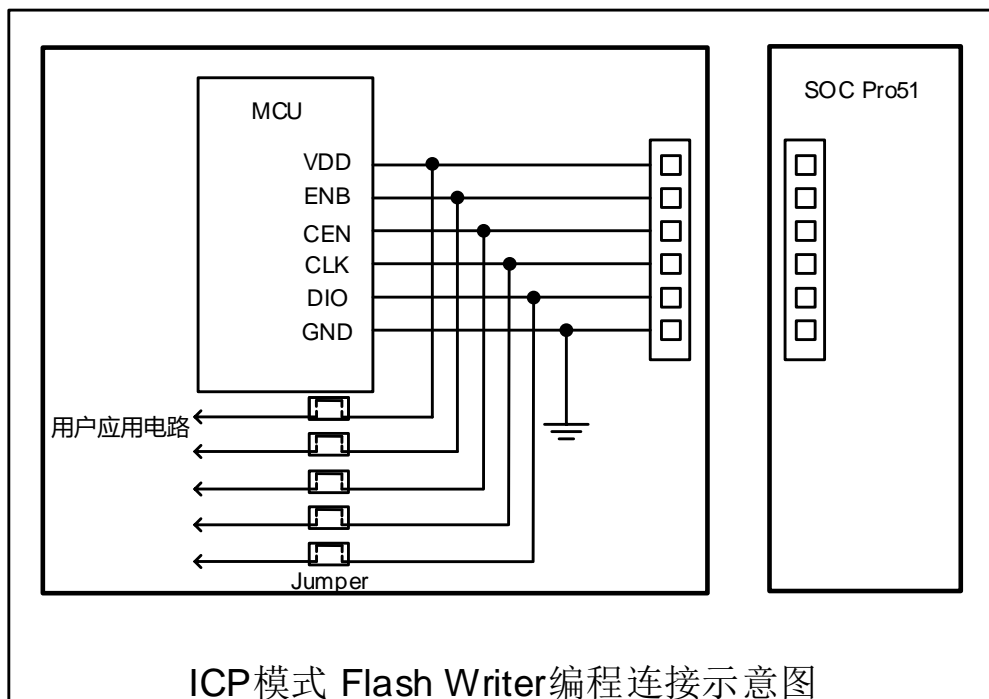 MCU
SOC Pro51
VDD
ENB
CEN
CLK
DIO
GND
用户应用电路
Jumper
ICP模式 Flash Writer编程连接示意图